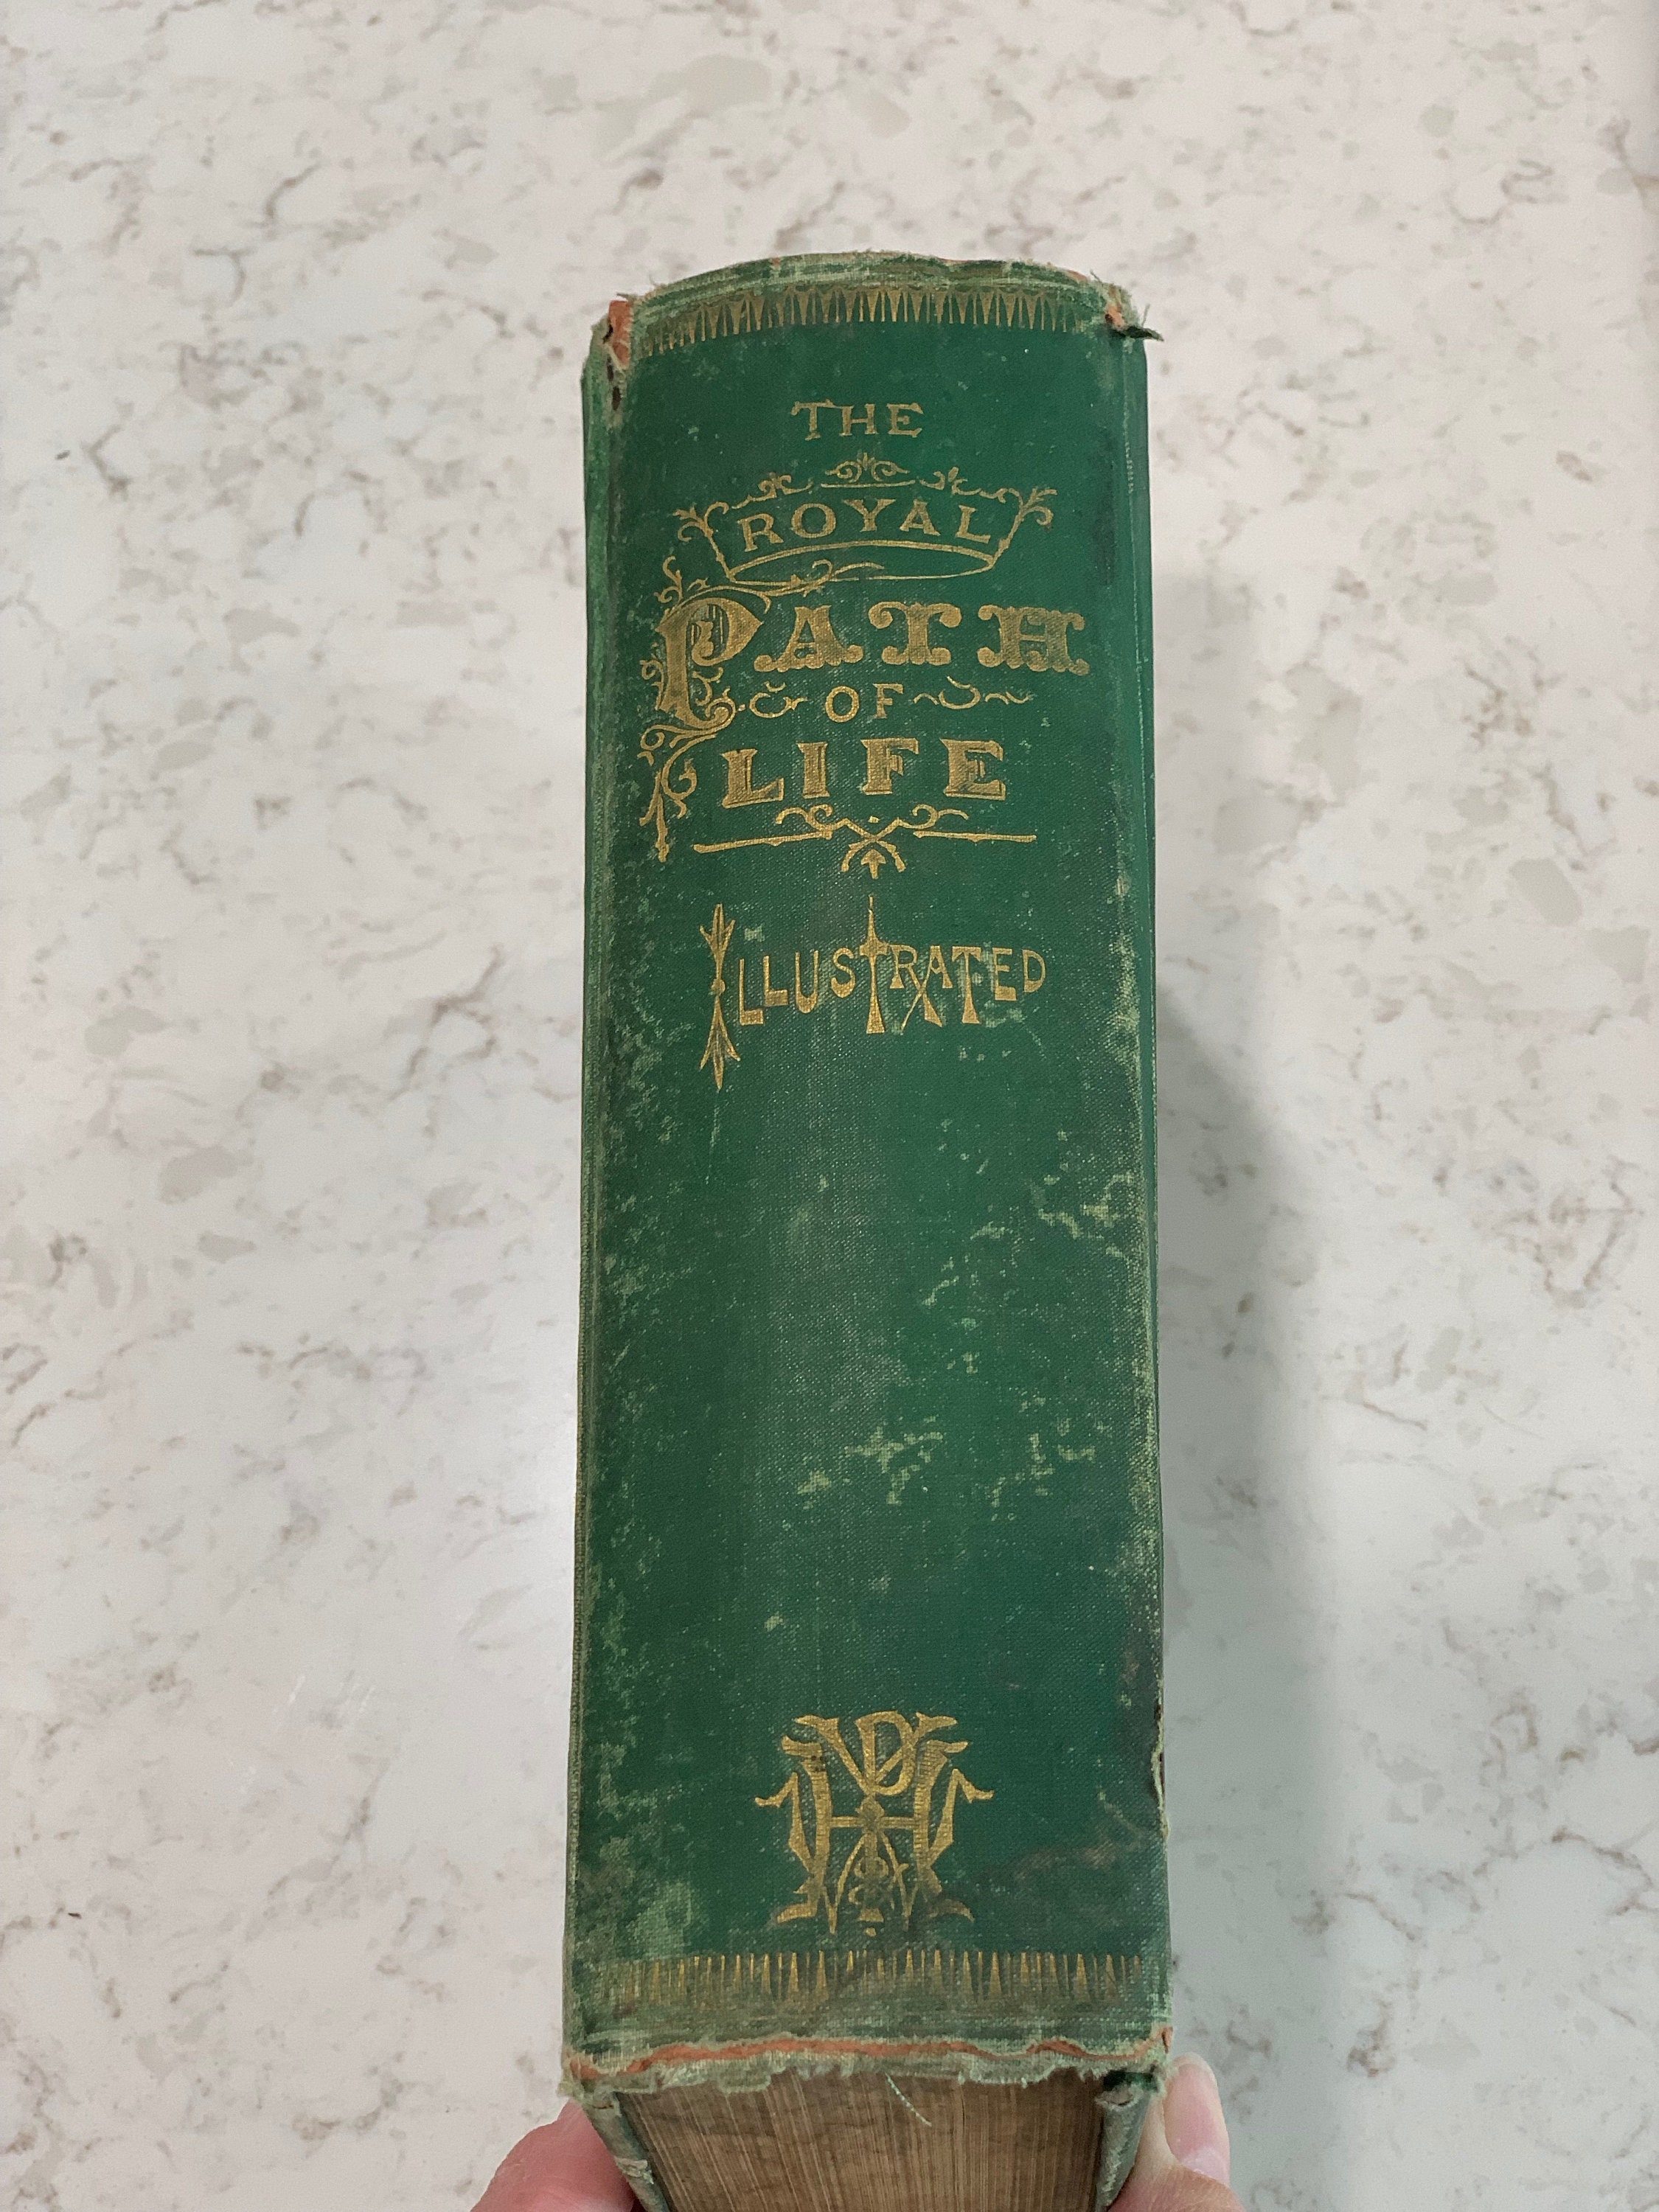 THE
ROYAL
PATH
OF
LIFE
ILLUSTRATED